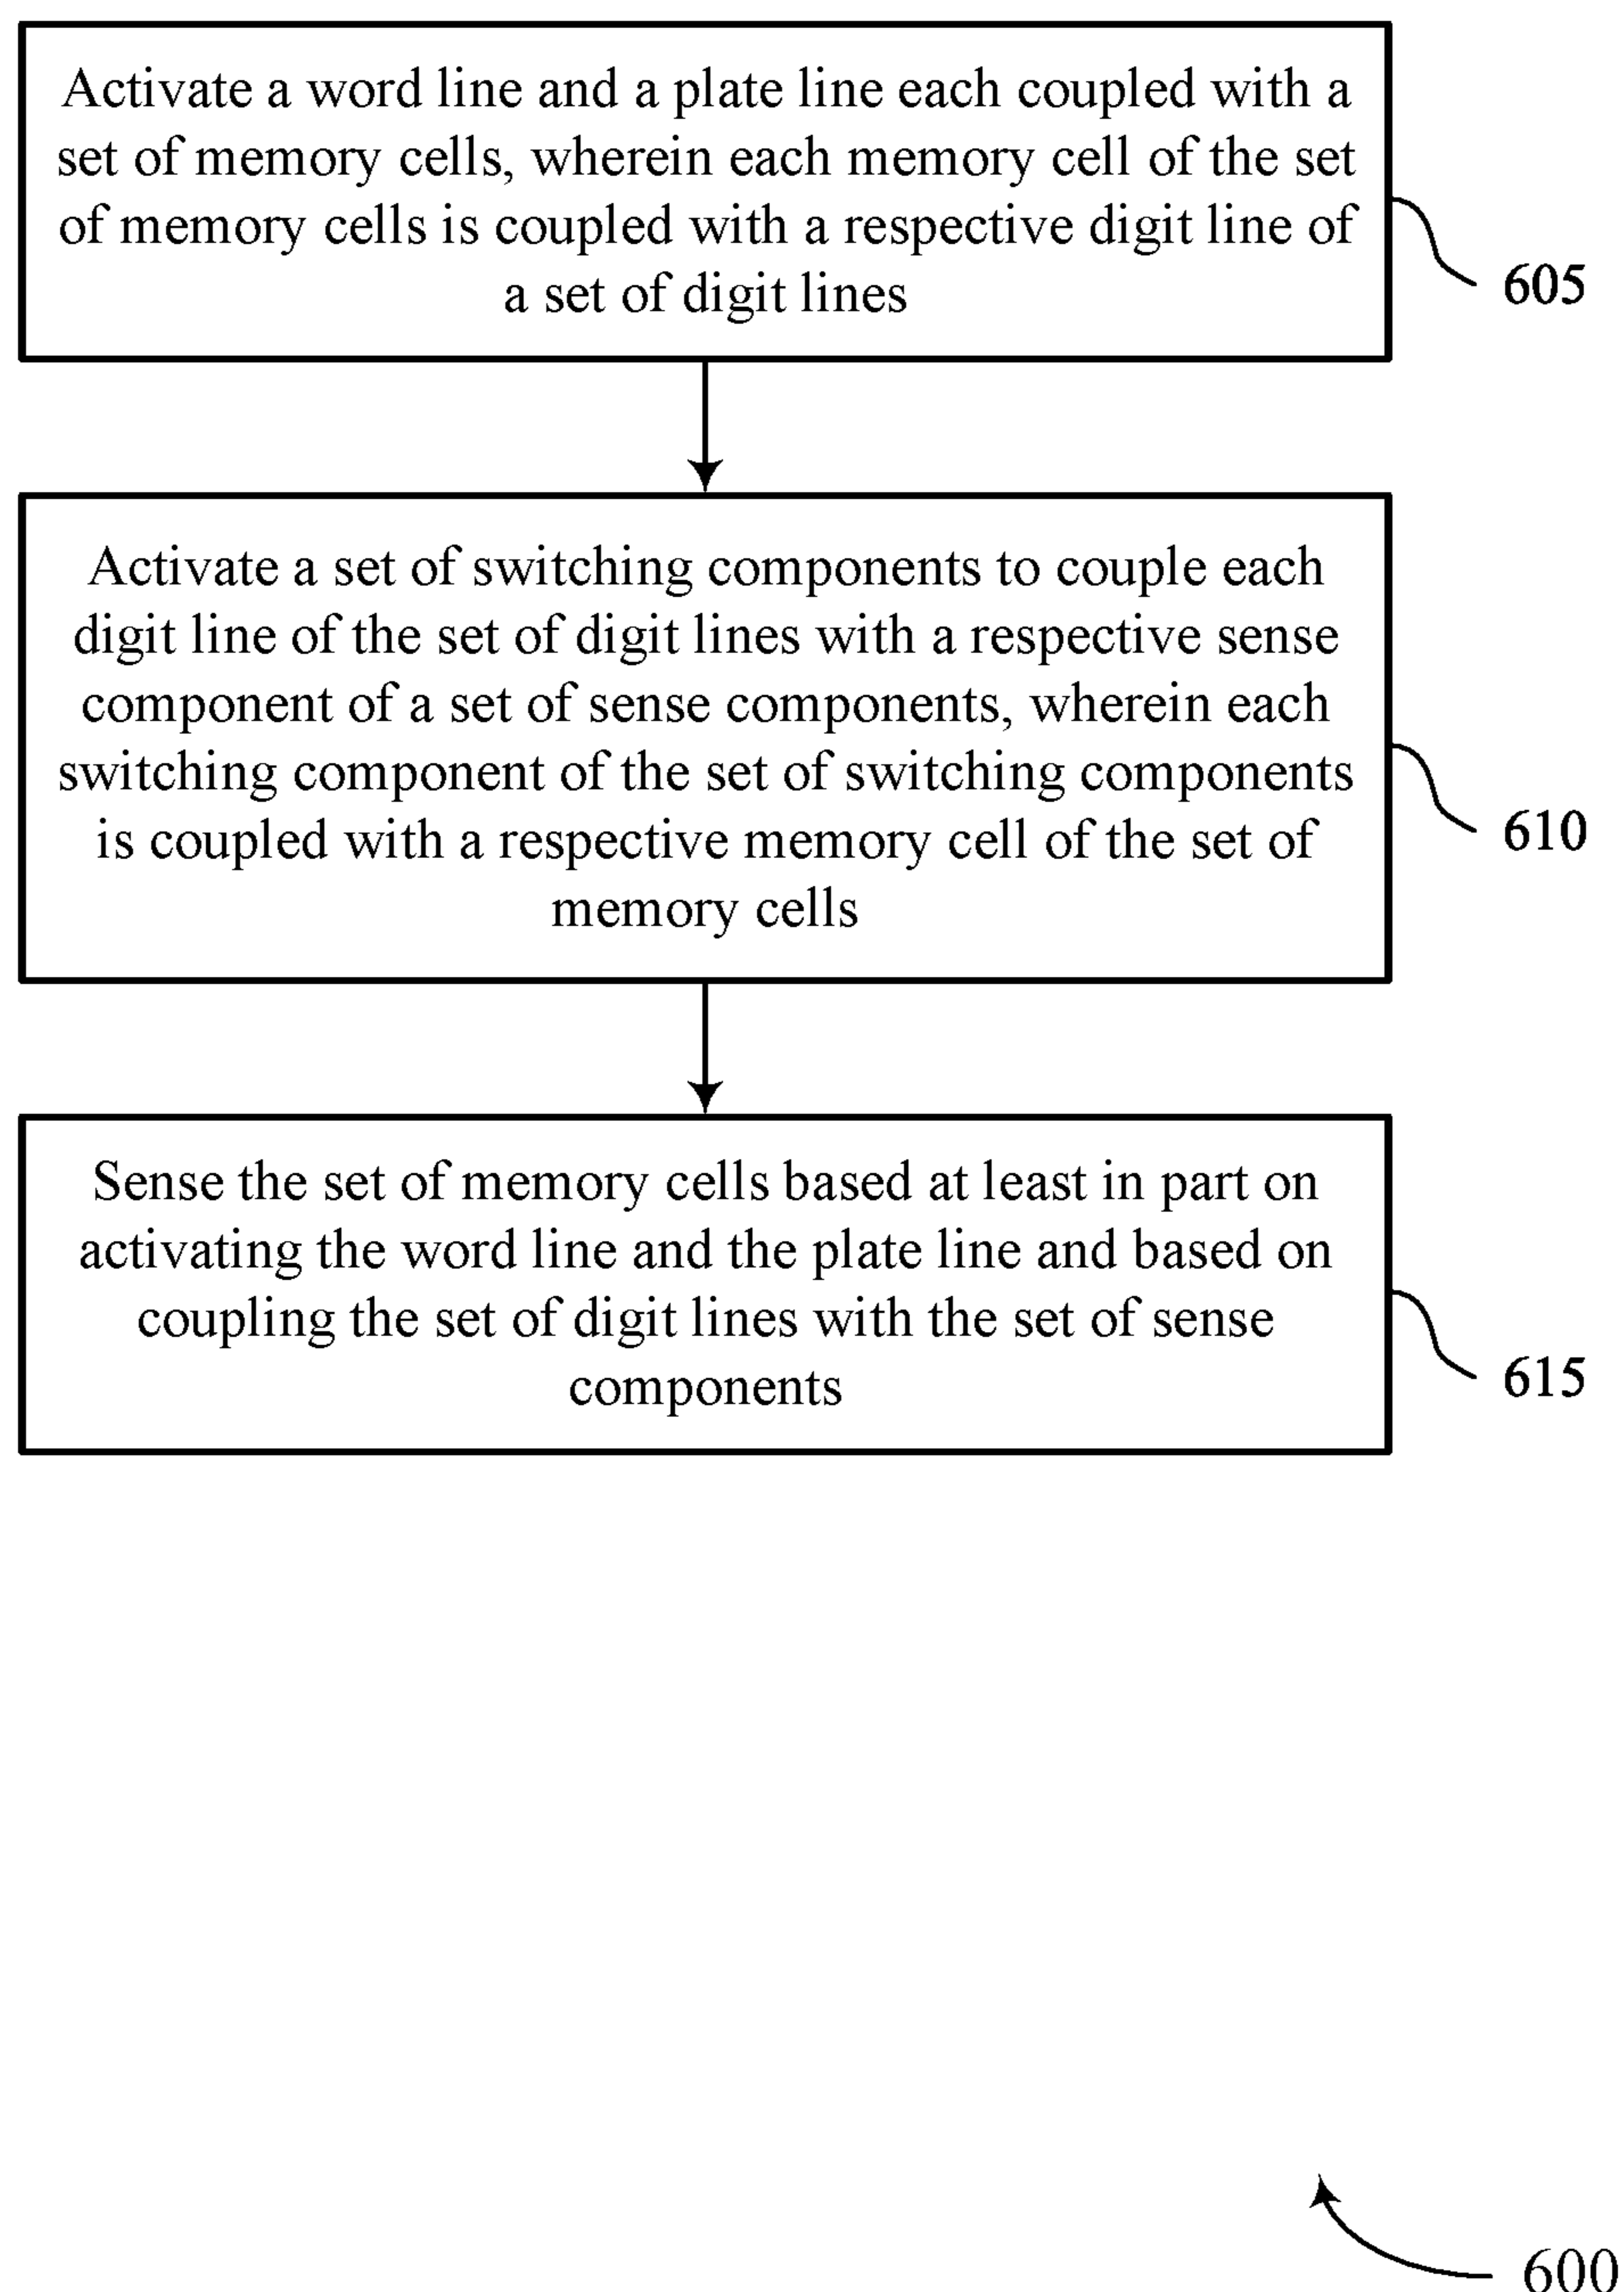 Activate a word line and a plate line each coupled with a
set of memory cells, wherein each memory cell of the set
of memory cells is coupled with a respective digit line of
a set of digit lines
605
Activate a set of switching components to couple each
digit line of the set of digit lines with a respective sense
component of a set of sense components, wherein each
switching component of the set of switching components
is coupled with a respective memory cell of the set of
memory cells
610
Sense the set of memory cells based at least in part on
activating the word line and the plate line and based on
coupling the set of digit lines with the set of sense
components
615
600